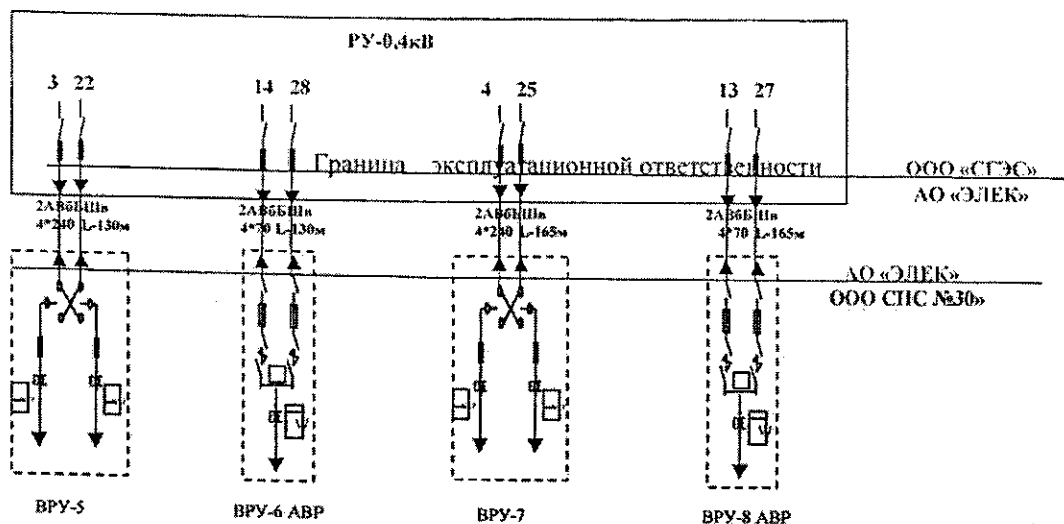 РУ-0,4кВ
3 22 14 28 4 25 13 27
Граница эксплуатационной ответственности
ООО «СГЭС»
АО «ЭЛЕК»
2АВбБШв 2АВбБШв 2АВбБШв 2АВбБШв
4*240 L-130м 4*70 L-130м 4*240 L-165м 4*70 L-165м
АО «ЭЛЕК»
ООО СПС №30»
ВРУ-5 ВРУ-6 АВР ВРУ-7 ВРУ-8 АВР